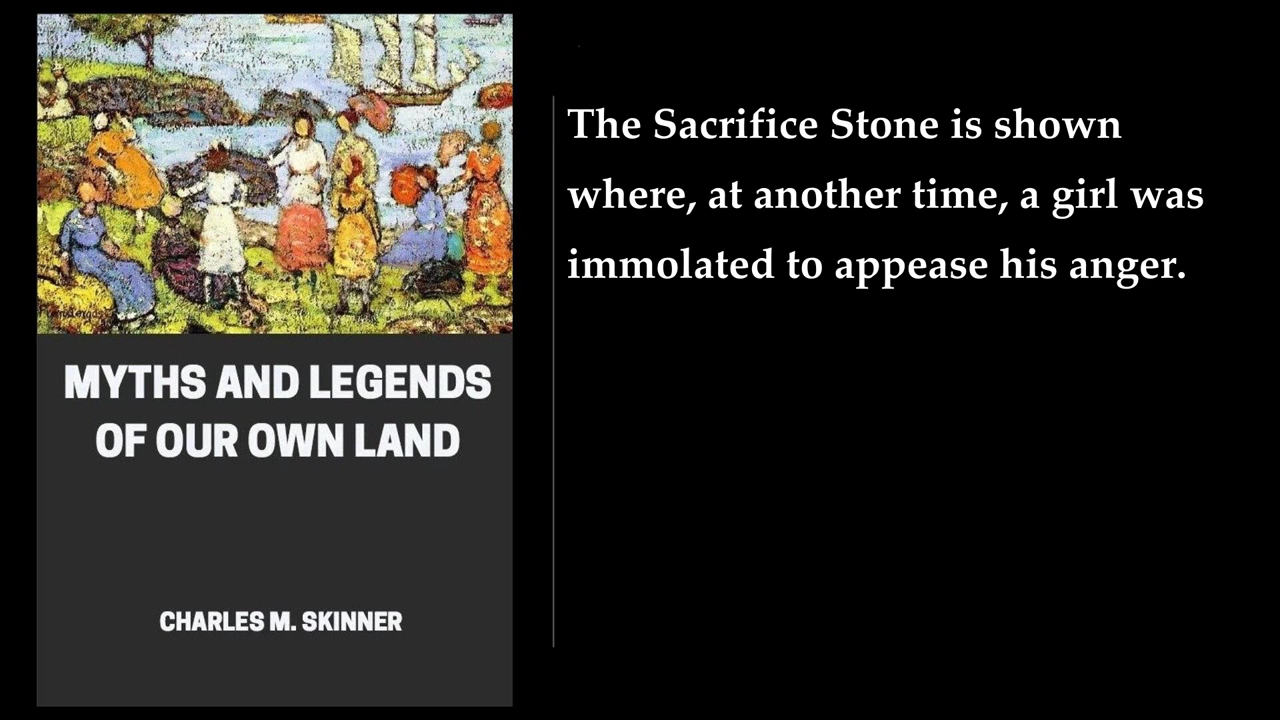 MYTHS AND LEGENDS
OF OUR OWN LAND
CHARLES M. SKINNER
The Sacrifice Stone is shown
where, at another time, a girl was
immolated to appease his anger.